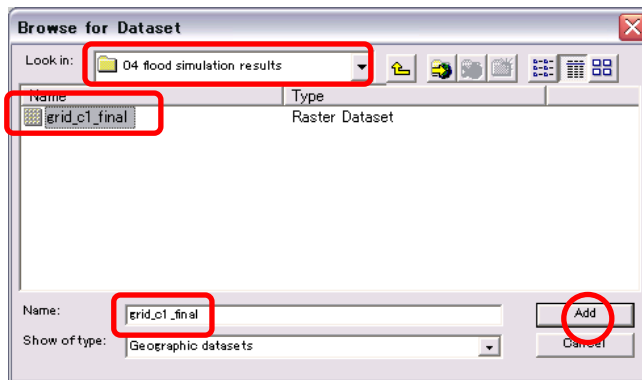 Browse for Dataset
Look in: 04 flood simulation results
Name Type
grid_c1_final Raster Dataset
Name: grid_c1_final Add
Show of type: Geographic datasets Cancel